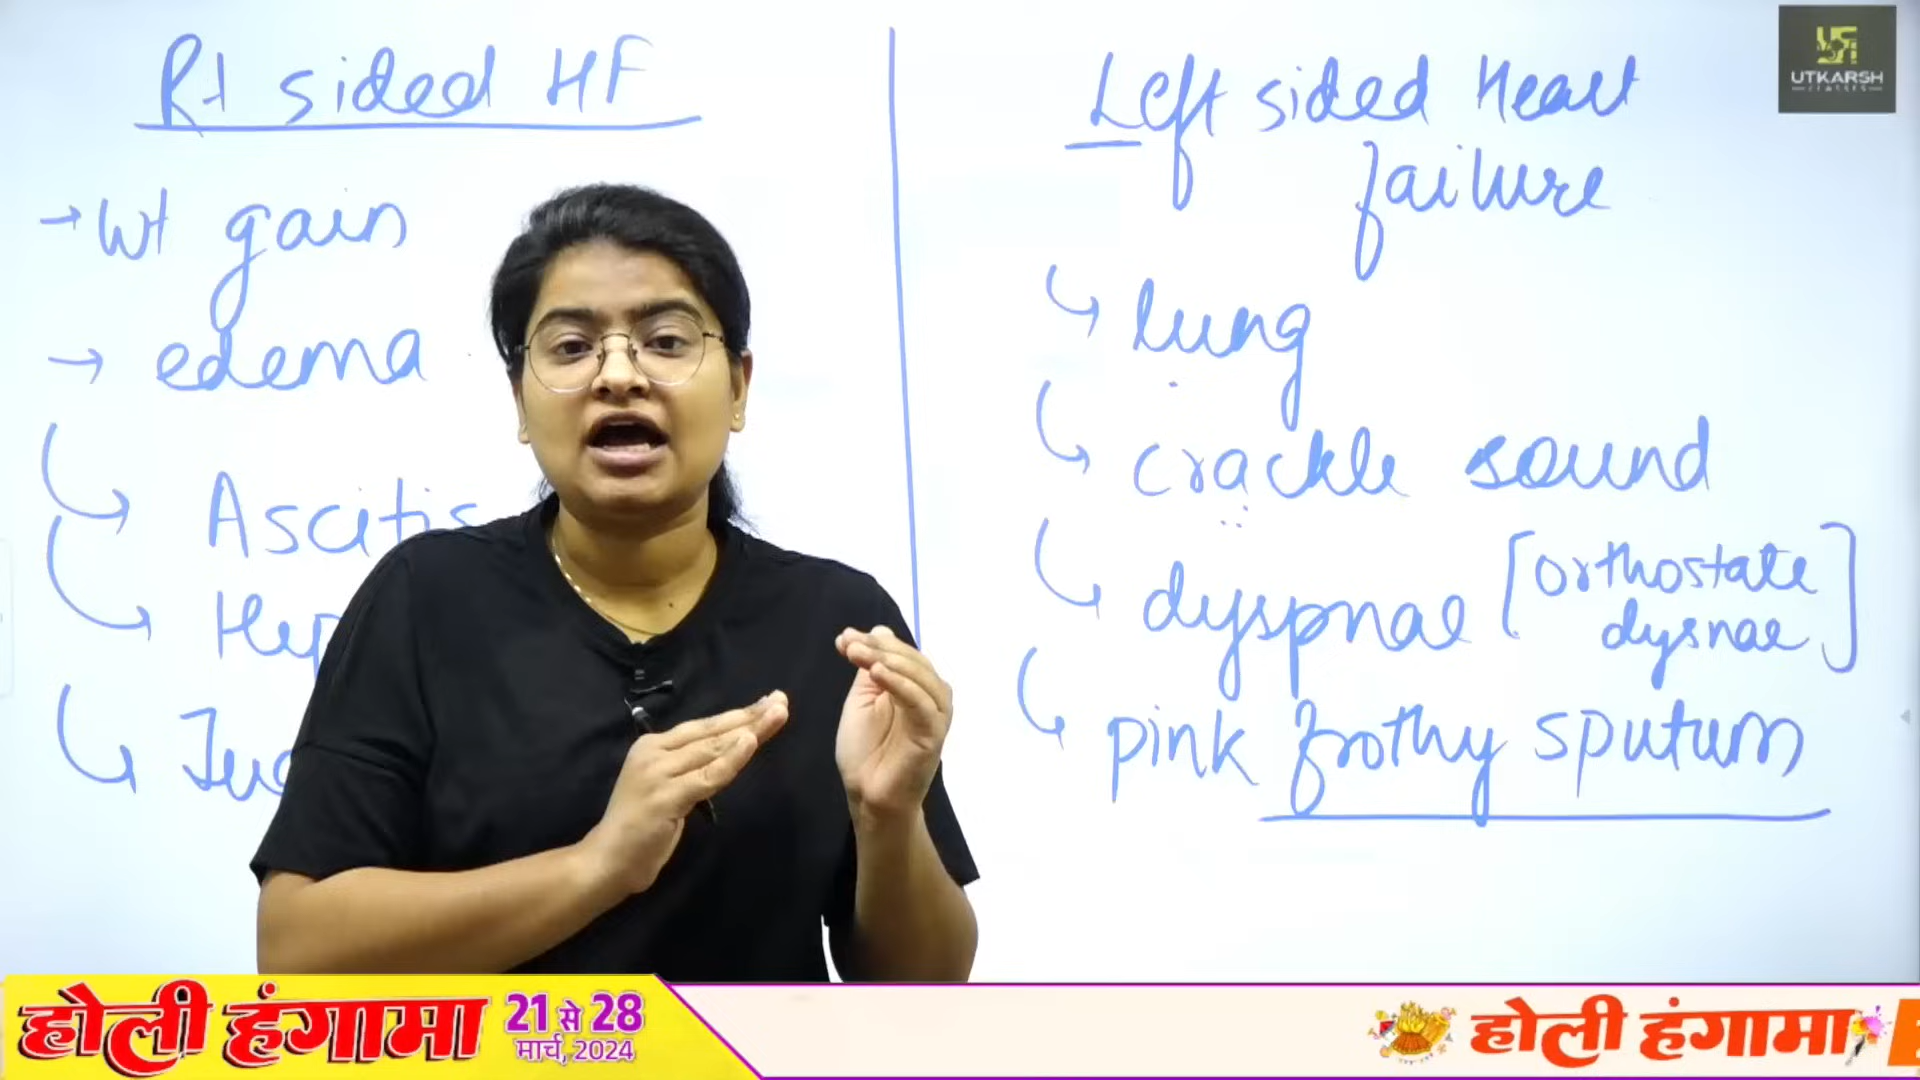 Rt sided HF
→ wt gain
→ edema
Ascitis
Left sided Heart
failure
lung
crackle sound
dyspnae [orthostate
dysnae]
pink frothy sputum
UTKARSH
CLASSES
होली हंगामा 21 से 28
मार्च, 2024
होली हंगामा